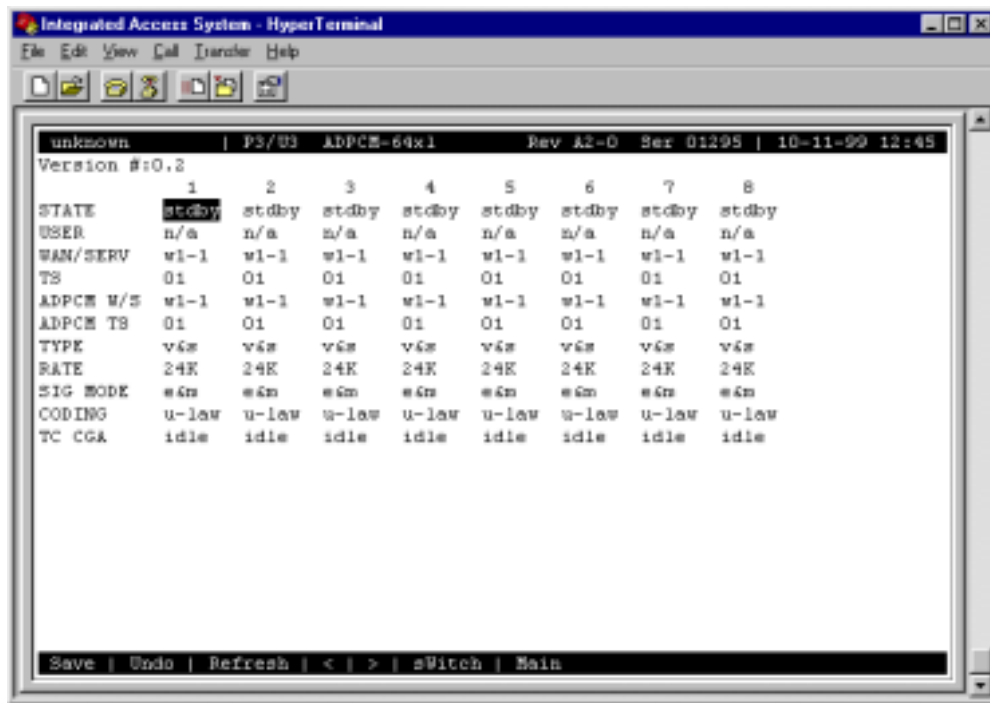 Integrated Access System - HyperTerminal
File Edit View Call Transfer Help
unknown | P3/U3 ADPCM-64x1 Rev A2-0 Ser 01295 | 10-11-99 12:45
Version #:0.2
1 2 3 4 5 6 7 8
STATE stdby stdby stdby stdby stdby stdby stdby stdby
USER n/a n/a n/a n/a n/a n/a n/a n/a
WAN/SERV w1-1 w1-1 w1-1 w1-1 w1-1 w1-1 w1-1 w1-1
TS 01 01 01 01 01 01 01 01
ADPCM W/S w1-1 w1-1 w1-1 w1-1 w1-1 w1-1 w1-1 w1-1
ADPCM TS 01 01 01 01 01 01 01 01
TYPE v&s v&s v&s v&s v&s v&s v&s v&s
RATE 24K 24K 24K 24K 24K 24K 24K 24K
SIG MODE e&m e&m e&m e&m e&m e&m e&m e&m
CODING u-law u-law u-law u-law u-law u-law u-law u-law
TC CGA idle idle idle idle idle idle idle idle
Save | Undo | Refresh | < | > | sWitch | Main